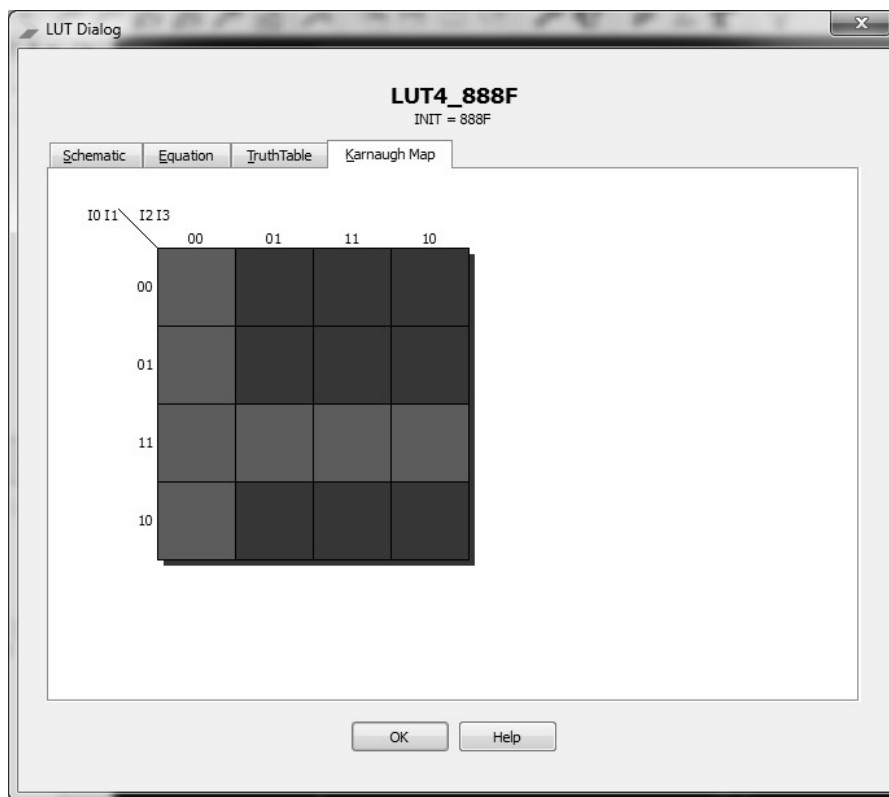 LUT Dialog
x
LUT4_888F
INIT = 888F
Schematic Equation TruthTable Karnaugh Map
I0 I1 I2 I3
00 01 11 10
00
01
11
10
OK Help